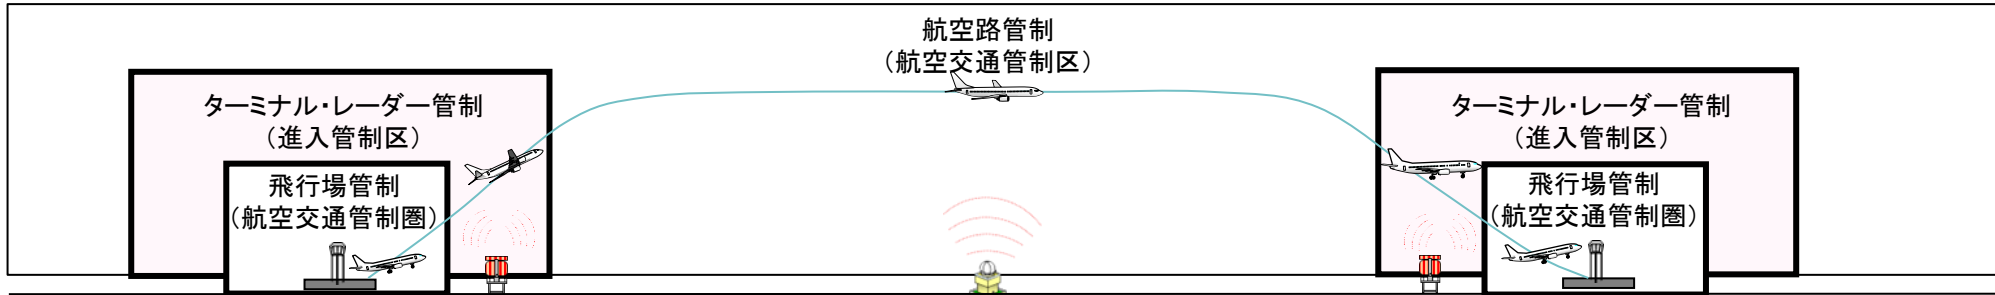 航空路管制
（航空交通管制区）
ターミナル・レーダー管制
（進入管制区）
飛行場管制
（航空交通管制圏）
ターミナル・レーダー管制
（進入管制区）
飛行場管制
（航空交通管制圏）